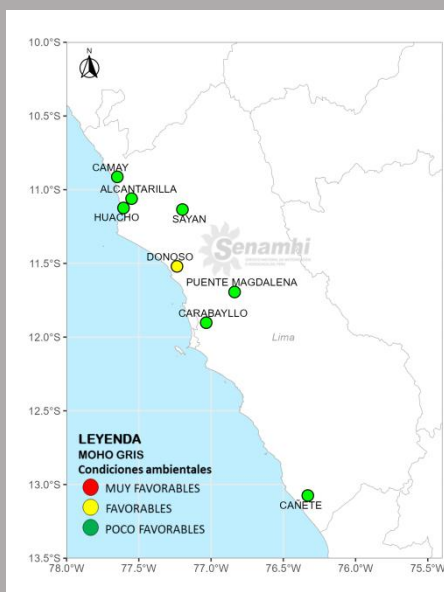 N
10.0°S
10.5°S
11.0°S
11.5°S
12.0°S
12.5°S
13.0°S
13.5°S
CAMAY
ALCANTARILLA
HUACHO
SAYAN
Senamhi
DONOSO
PUENTE MAGDALENA
CARABAYLLO
Lima
LEYENDA
MOHO GRIS
Condiciones ambientales
MUY FAVORABLES
FAVORABLES
POCO FAVORABLES
CAÑETE
78.0°W 77.5°W 77.0°W 76.5°W 76.0°W 75.5°W